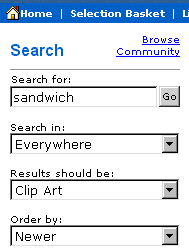 Home | Selection Basket | Li
Browse
Search
Community
Search for:
sandwich
Go
Search in:
Everywhere
Results should be:
Clip Art
Order by:
Newer